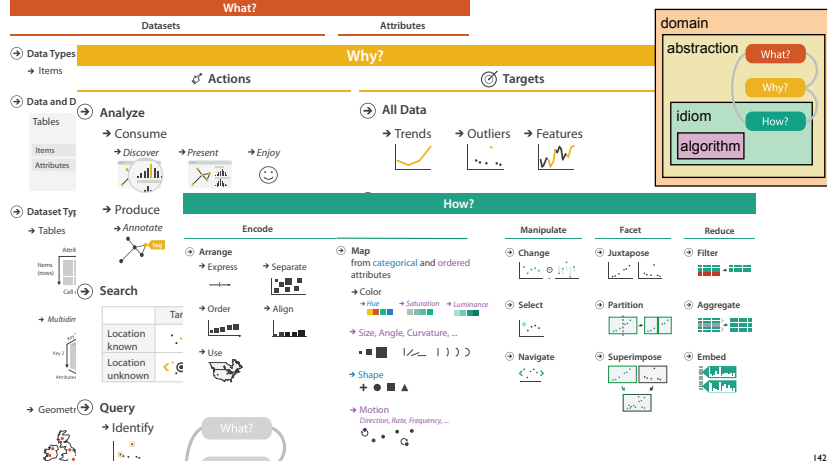 What?
Datasets
Attributes
Data Types
Items
Data and D
Tables
Items
Attributes
Dataset Typ
Tables
Items
(rows)
Multidim
Key 2
Attributes
Geometr
Why?
Actions
Targets
Analyze
Consume
Discover
Present
Enjoy
Produce
Annotate
tag
Search
Tar
Location
known
Location
unknown
Query
Identify
What?
All Data
Trends
Outliers
Features
How?
Encode
Manipulate
Facet
Reduce
Arrange
Express
Separate
Order
Align
Use
Map
from categorical and ordered
attributes
Color
Hue
Saturation
Luminance
Size, Angle, Curvature, ...
Shape
Motion
Direction, Rate, Frequency, ...
Change
Select
Navigate
Juxtapose
Partition
Superimpose
Filter
Aggregate
Embed
domain
abstraction
What?
Why?
idiom
How?
algorithm
142